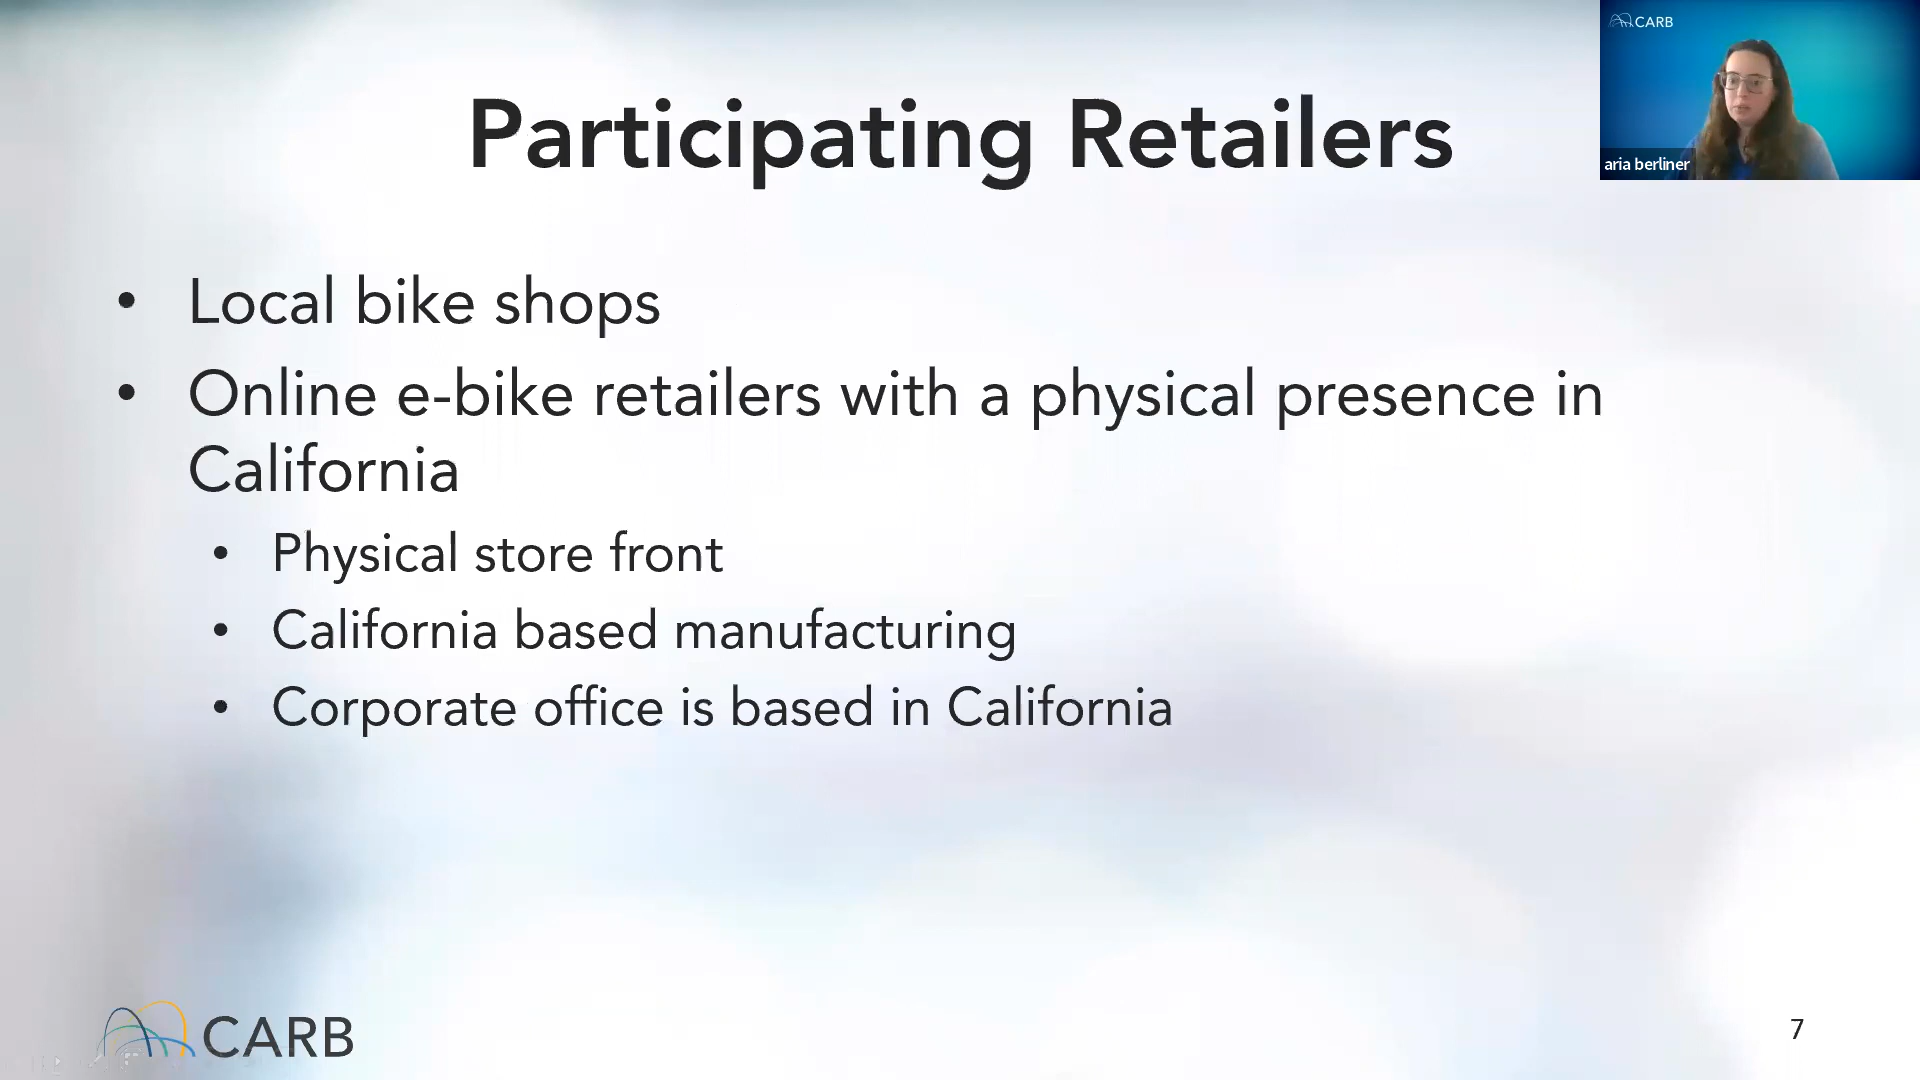 CARB
aria berliner
Participating Retailers
• Local bike shops
• Online e-bike retailers with a physical presence in
California
• Physical store front
• California based manufacturing
• Corporate office is based in California
CARB
7